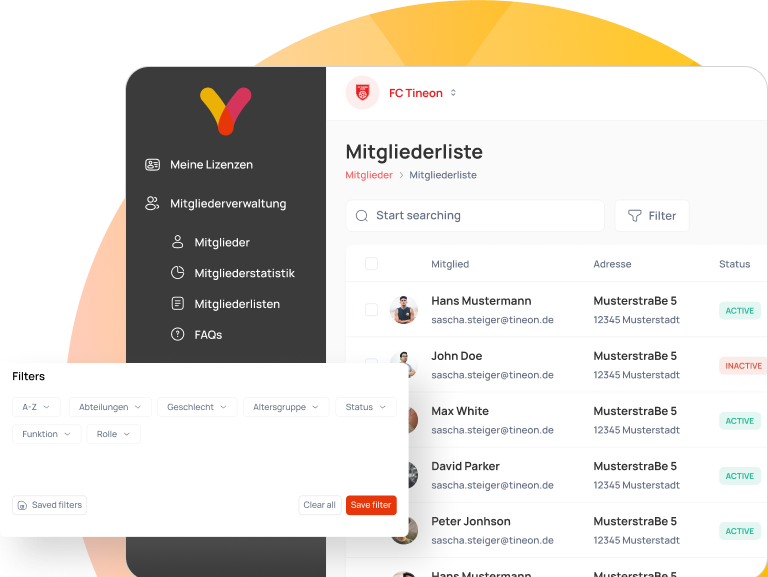 FC Tineon
Meine Lizenzen
Mitgliederverwaltung
Mitglieder
Mitgliederstatistik
Mitgliederlisten
FAQs
Mitgliederliste
Mitglieder > Mitgliederliste
Start searching
Filter
Mitglied Adresse Status
Hans Mustermann MusterstraBe 5
sascha.steiger@tineon.de 12345 Musterstadt
ACTIVE
John Doe MusterstraBe 5
sascha.steiger@tineon.de 12345 Musterstadt
INACTIVE
Max White MusterstraBe 5
sascha.steiger@tineon.de 12345 Musterstadt
ACTIVE
David Parker MusterstraBe 5
sascha.steiger@tineon.de 12345 Musterstadt
ACTIVE
Peter Jonhson MusterstraBe 5
sascha.steiger@tineon.de 12345 Musterstadt
ACTIVE
Hans Mustermann MusterstraBe 5
Filters
A-Z Abteilungen Geschlecht Altersgruppe Status
Funktion Rolle
Saved filters Clear all Save filter